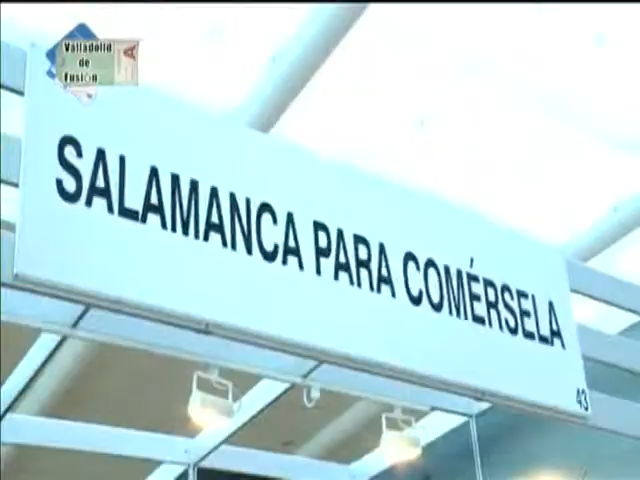 Valladolid
de
Fusión
A
SALAMANCA PARA COMÉRSELA
43